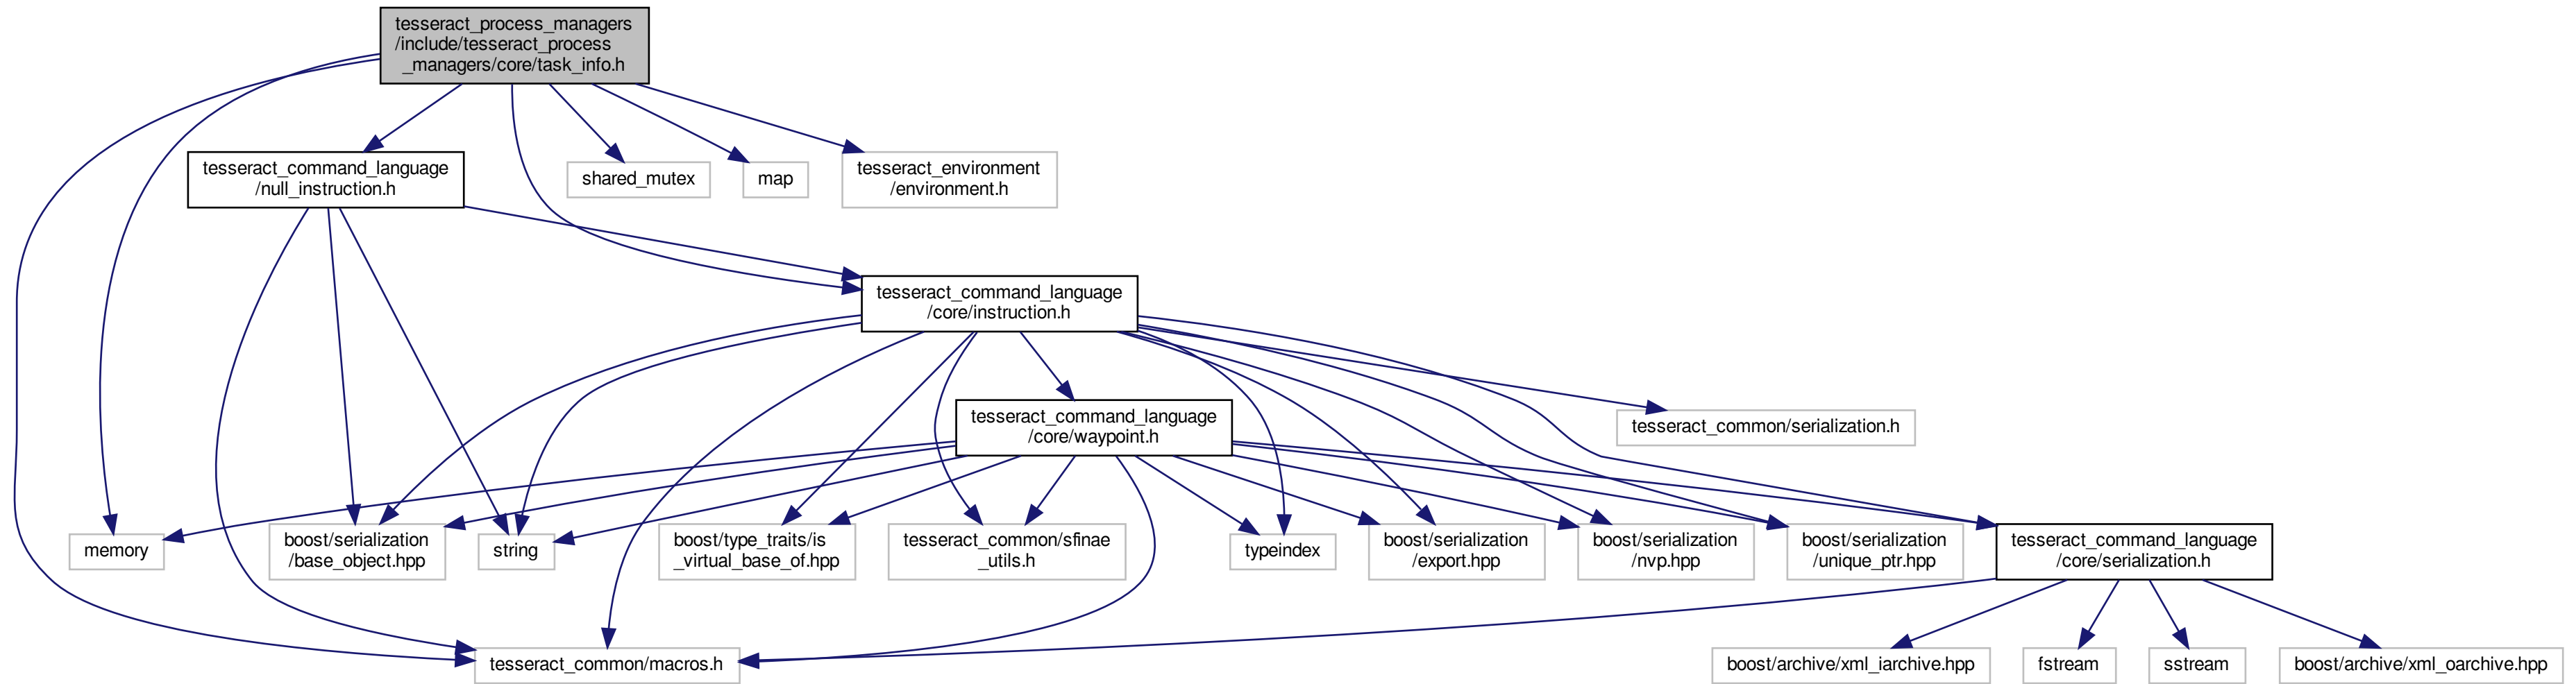 tesseract_process_managers
/include/tesseract_process
_managers/core/task_info.h
tesseract_command_language
/null_instruction.h
shared_mutex
map
tesseract_environment
/environment.h
tesseract_command_language
/core/instruction.h
tesseract_command_language
/core/waypoint.h
tesseract_common/serialization.h
memory
boost/serialization
/base_object.hpp
string
boost/type_traits/is
_virtual_base_of.hpp
tesseract_common/sfinae
_utils.h
typeindex
boost/serialization
/export.hpp
boost/serialization
/nvp.hpp
boost/serialization
/unique_ptr.hpp
tesseract_command_language
/core/serialization.h
tesseract_common/macros.h
boost/archive/xml_iarchive.hpp
fstream
sstream
boost/archive/xml_oarchive.hpp